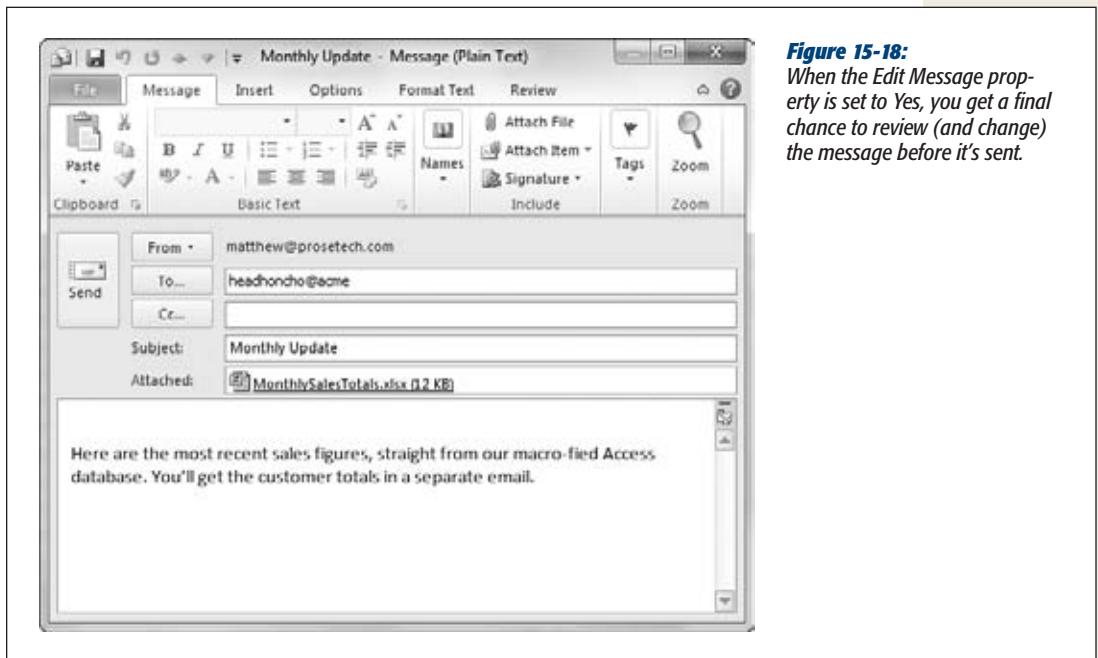 Monthly Update - Message (Plain Text)
File Message Insert Options Format Text Review
Paste
B I U
A
A A
Names
Attach File
Attach Item
Signature
Tags
Zoom
Clipboard Basic Text Include Zoom
Send
From matthew@prosetech.com
To... headhoncho@acme
Cc...
Subject: Monthly Update
Attached: MonthlySalesTotals.xlsx (12 KB)
Here are the most recent sales figures, straight from our macro-fied Access
database. You'll get the customer totals in a separate email.
Figure 15-18:
When the Edit Message prop-
erty is set to Yes, you get a final
chance to review (and change)
the message before it's sent.